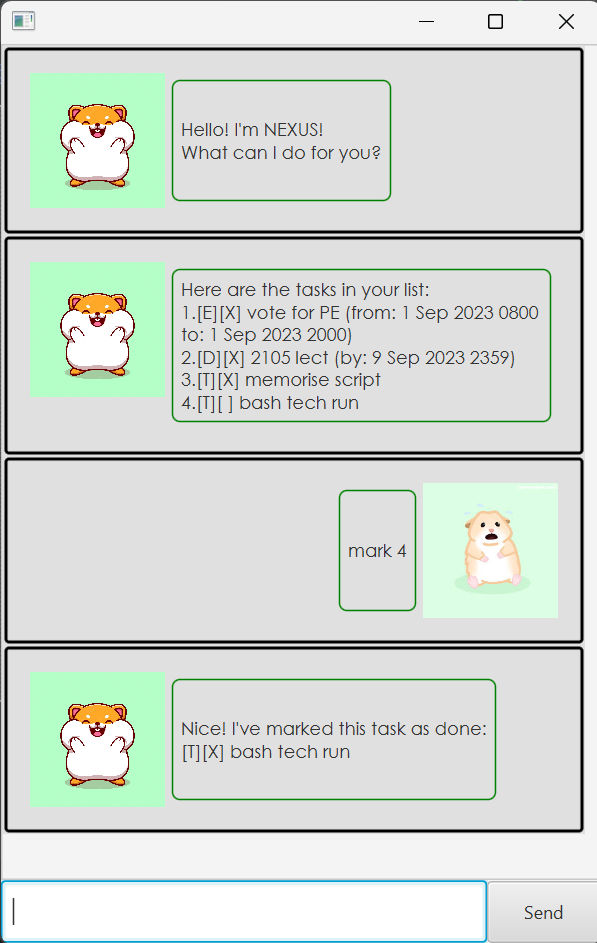 Hello! I'm NEXUS!
What can I do for you?
Here are the tasks in your list:
1.[E][X] vote for PE (from: 1 Sep 2023 0800
to: 1 Sep 2023 2000)
2.[D][X] 2105 lect (by: 9 Sep 2023 2359)
3.[T][X] memorise script
4.[T][ ] bash tech run
mark 4
Nice! I've marked this task as done:
[T][X] bash tech run
Send